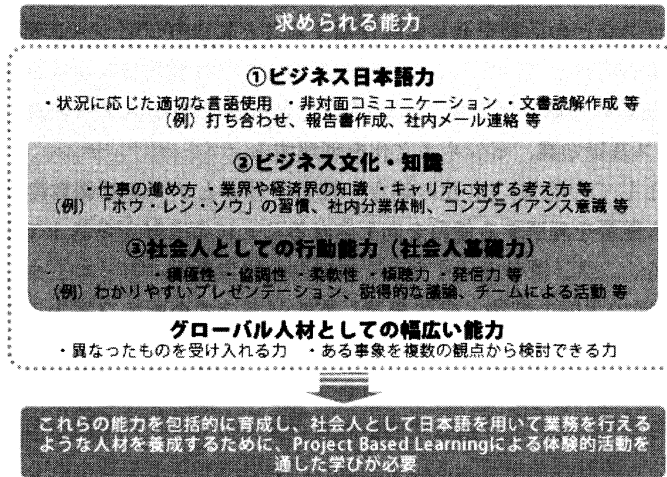 求められる能力
①ビジネス日本語力
・状況に応じた適切な言語使用 ・非対面コミュニケーション ・文書読解作成 等
(例) 打ち合わせ、報告書作成、社内メール連絡 等
②ビジネス文化・知識
・仕事の進め方 ・業界や経済界の知識 ・キャリアに対する考え方 等
(例) 「ホウ・レン・ソウ」の習慣、社内分業体制、コンプライアンス意識 等
③社会人としての行動能力(社会人基礎力)
・積極性 ・協調性 ・柔軟性 ・傾聴力 ・発信力 等
(例) わかりやすいプレゼンテーション、説得的な議論、チームによる活動 等
グローバル人材としての幅広い能力
・異なったものを受け入れる力 ・ある事象を複数の観点から検討できる力
これらの能力を包括的に育成し、社会人として日本語を用いて業務を行える
ような人材を養成するために、Project Based Learningによる体験的活動を
通した学びが必要